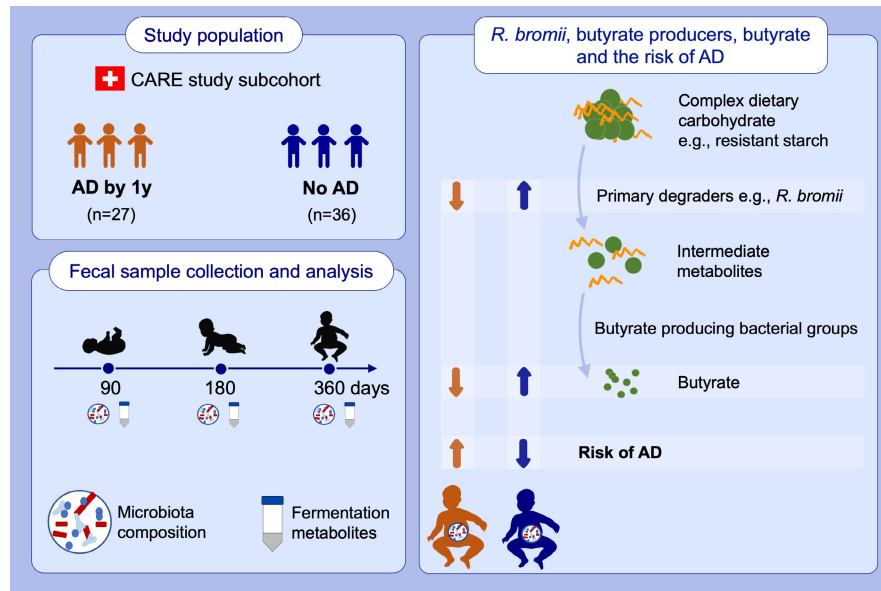 Study population
CARE study subcohort
AD by 1y
(n=27)
No AD
(n=36)
Fecal sample collection and analysis
90
180
360 days
Microbiota
composition
Fermentation
metabolites
R. bromii, butyrate producers, butyrate
and the risk of AD
Complex dietary
carbohydrate
e.g., resistant starch
Primary degraders e.g., R. bromii
Intermediate
metabolites
Butyrate producing bacterial groups
Butyrate
Risk of AD